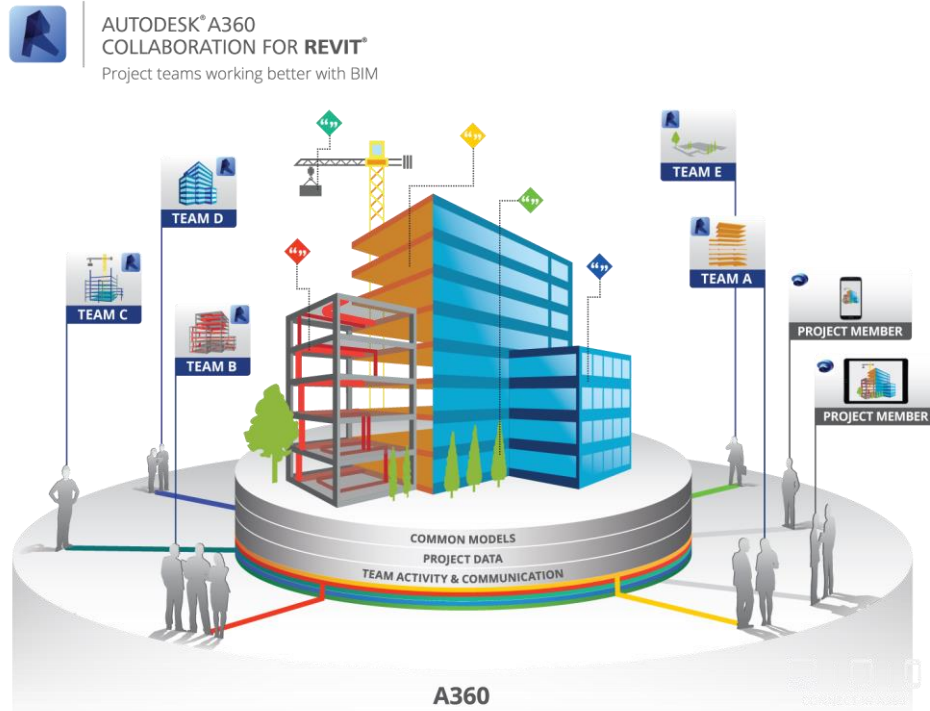 AUTODESK® A360
COLLABORATION FOR REVIT®
Project teams working better with BIM
TEAM E
TEAM D
TEAM A
TEAM C
PROJECT MEMBER
TEAM B
PROJECT MEMBER
COMMON MODELS
PROJECT DATA
TEAM ACTIVITY & COMMUNICATION
A360